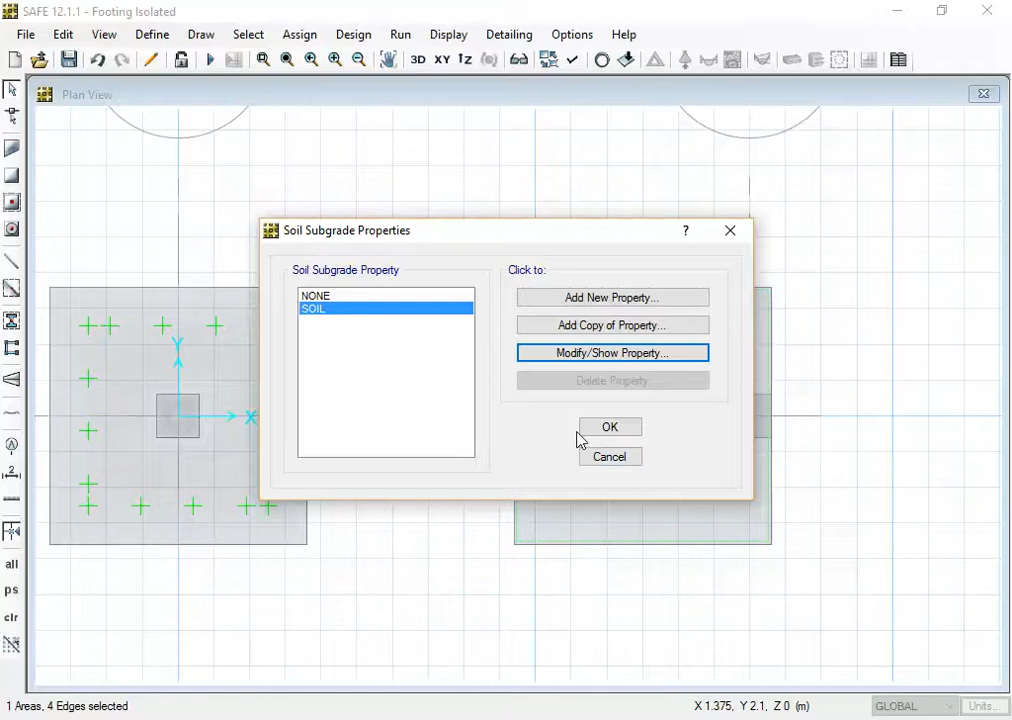 SAFE 12.1.1 - Footing Isolated
File Edit View Define Draw Select Assign Design Run Display Detailing Options Help
3D XY
Plan View
Soil Subgrade Properties ?
Soil Subgrade Property
NONE
SOIL
Click to:
Add New Property...
Add Copy of Property...
Modify/Show Property...
Delete Property
OK
Cancel
Y
X
all
ps
clr
1 Areas, 4 Edges selected
X 1.375, Y 2.1, Z 0 (m)
GLOBAL
Units...